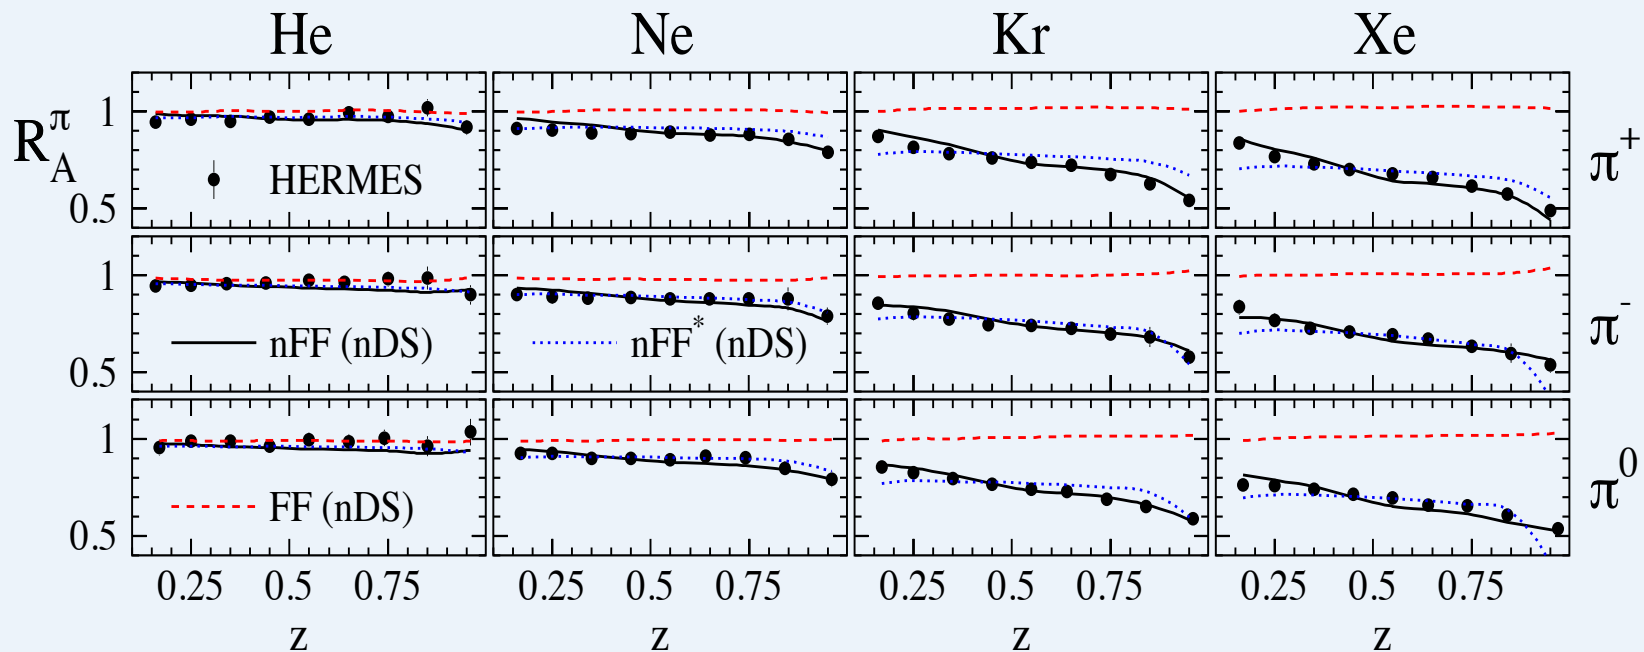 He Ne Kr Xe
R_A^π 1 π^+
HERMES
0.5
1 π^-
nFF (nDS) nFF^* (nDS)
0.5
1 π^0
FF (nDS)
0.5
0.25 0.5 0.75 0.25 0.5 0.75 0.25 0.5 0.75 0.25 0.5 0.75
z z z z